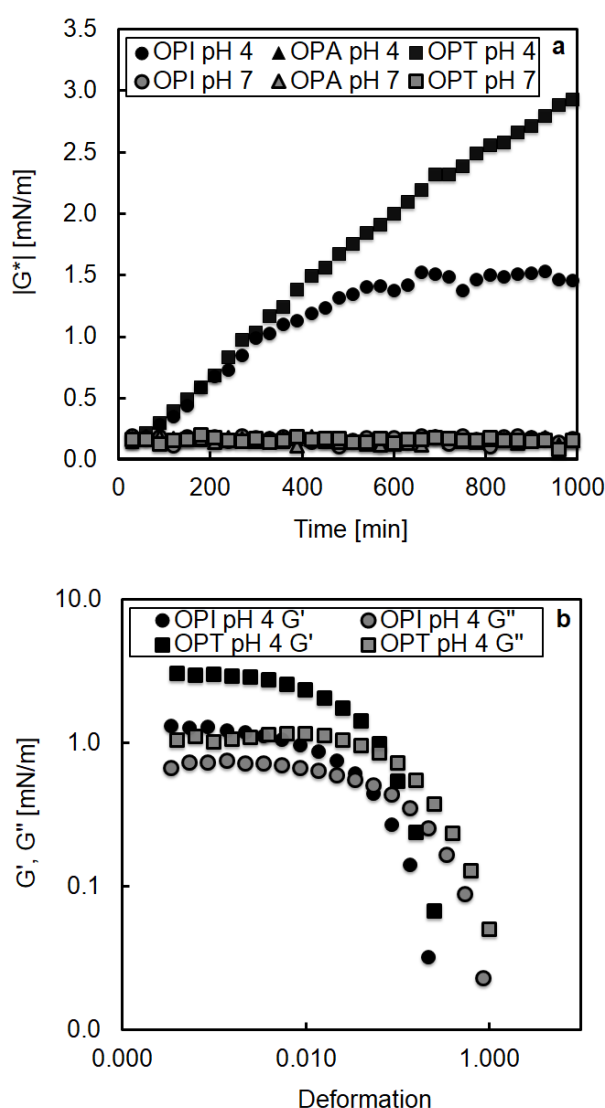 3.5
OPI pH 4 OPA pH 4 OPT pH 4 a
OPI pH 7 OPA pH 7 OPT pH 7
3.0
2.5
2.0
1.5
1.0
0.5
0.0
|G*| [mN/m]
0 200 400 600 800 1000
Time [min]
10.0
OPI pH 4 G' OPI pH 4 G" b
OPT pH 4 G' OPT pH 4 G"
1.0
0.1
0.0
G', G" [mN/m]
0.000 0.010 1.000
Deformation